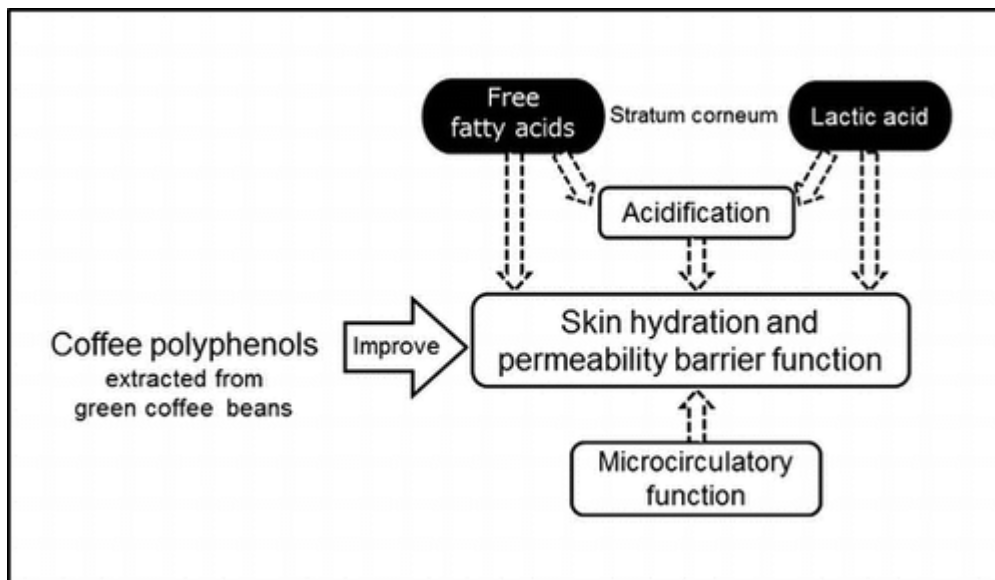 Free
fatty acids
Stratum corneum
Lactic acid
Acidification
Skin hydration and
permeability barrier function
Coffee polyphenols
extracted from
green coffee beans
Improve
Microcirculatory
function